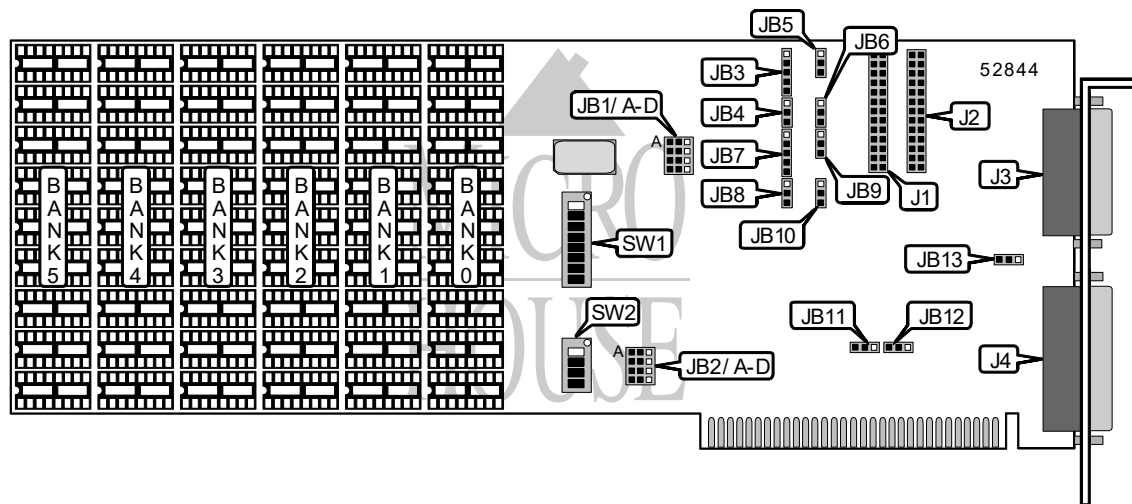 JB5
JB6
JB3
52844
JB1/ A-D
JB4
J2
A
JB7
J3
BANK5
BANK4
BANK3
BANK2
BANK1
BANK0
JB8
JB9
J1
JB10
SW1
JB13
SW2
JB11
JB12
A
JB2/ A-D
J4
MICRO
HOUSE